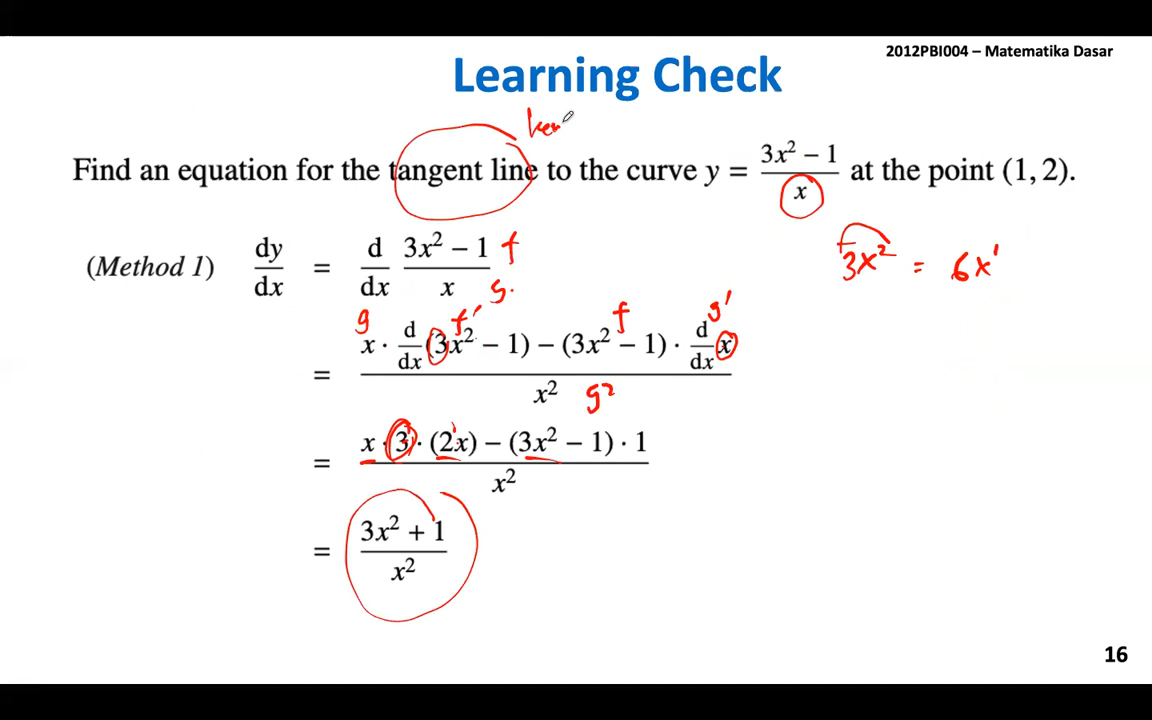 2012PBI004 – Matematika Dasar
Learning Check
Find an equation for the tangent line to the curve y = (3x² − 1)/x at the point (1, 2).
(Method 1) dy/dx = d/dx (3x² − 1)/x f g
3x² = 6x¹
g f' f g'
= (x · d/dx (3x² − 1) − (3x² − 1) · d/dx x)/x² g²
= (x · 3 · (2x) − (3x² − 1) · 1)/x²
= (3x² + 1)/x²
16